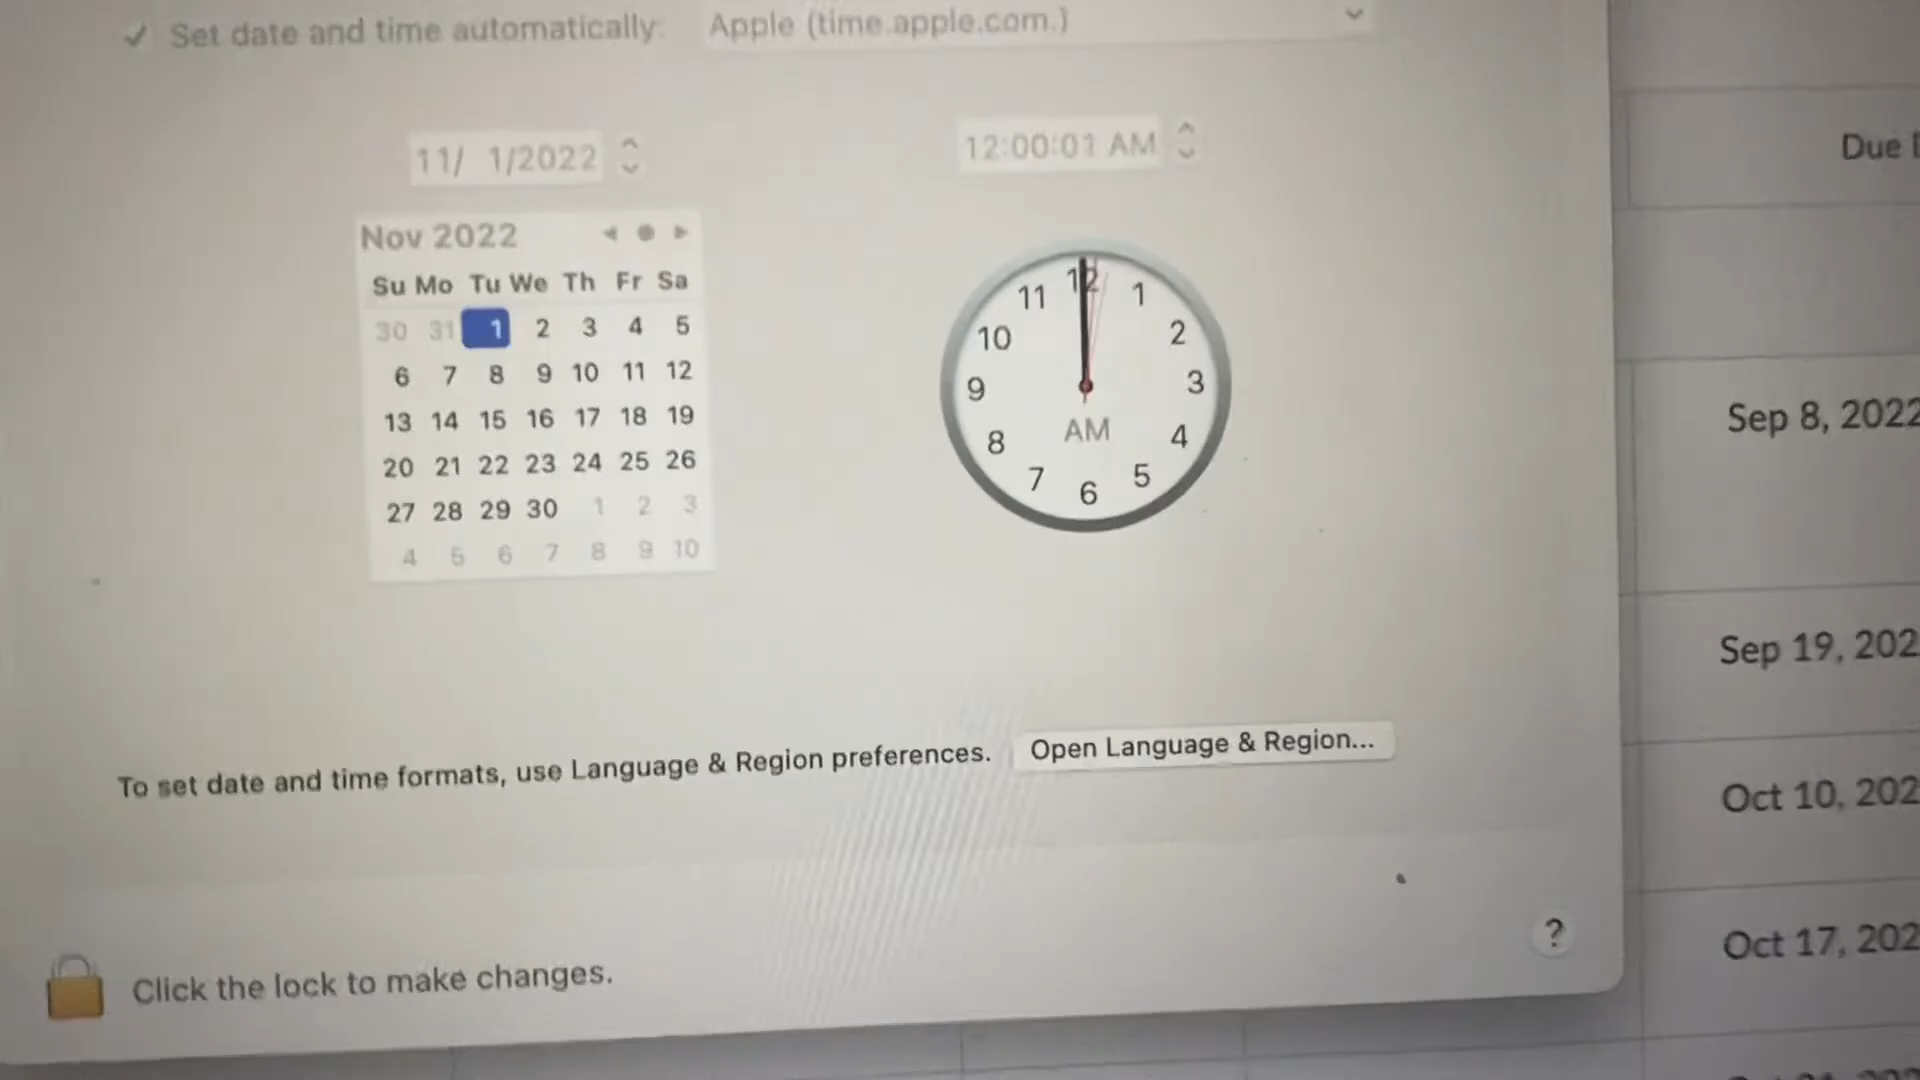 Set date and time automatically: Apple (time.apple.com.)
11/ 1/2022
12:00:01 AM
Nov 2022
Su Mo Tu We Th Fr Sa
30 31 1 2 3 4 5
6 7 8 9 10 11 12
13 14 15 16 17 18 19
20 21 22 23 24 25 26
27 28 29 30 1 2 3
4 5 6 7 8 9 10
12
1
2
3
4
5
6
7
8
9
10
11
AM
To set date and time formats, use Language & Region preferences.
Open Language & Region...
Click the lock to make changes.
?
Due
Sep 8, 2022
Sep 19, 202
Oct 10, 202
Oct 17, 202